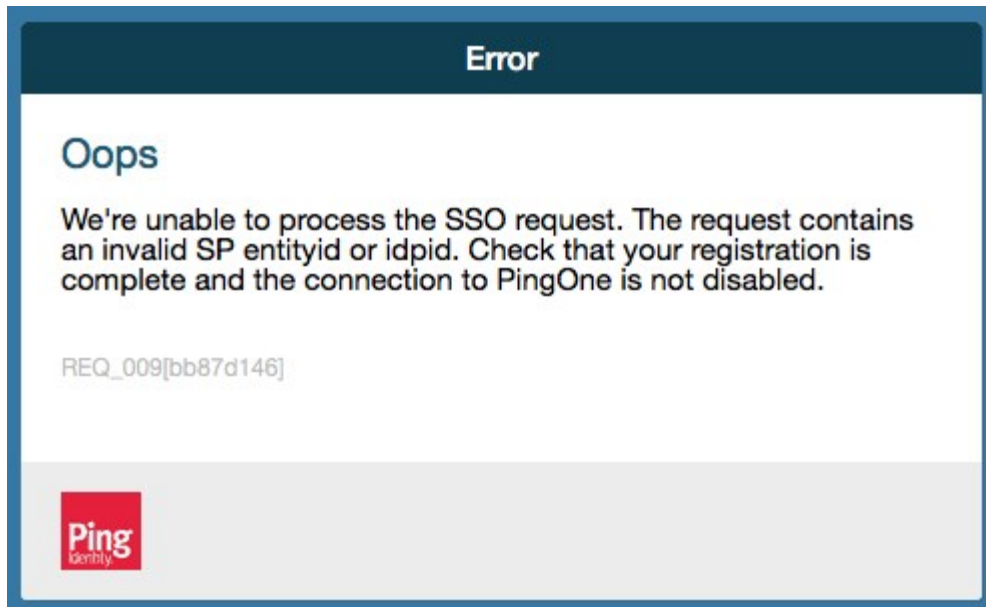 Error
Oops
We're unable to process the SSO request. The request contains
an invalid SP entityid or idpid. Check that your registration is
complete and the connection to PingOne is not disabled.
REQ_009[bb87d146]
Ping
Identity.